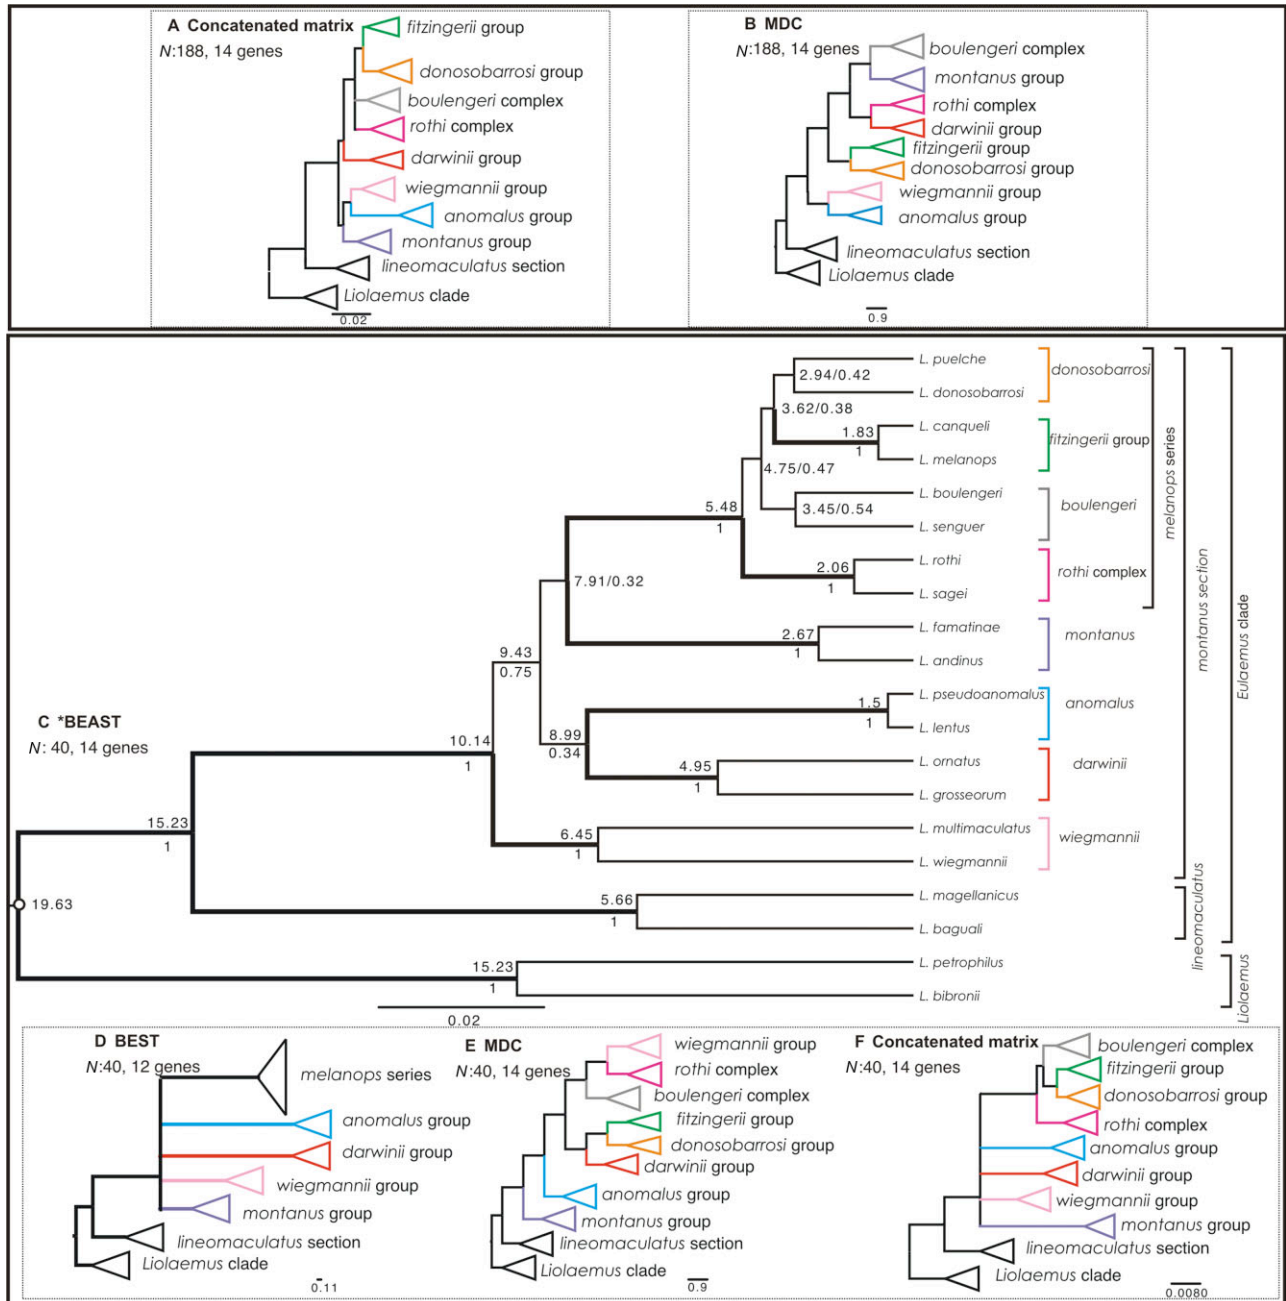 A Concatenated matrix
N:188, 14 genes
fitzingerii group
donosobarrosi group
boulengeri complex
rothi complex
darwinii group
wiegmannii group
anomalus group
montanus group
lineomaculatus section
Liolaemus clade
0.02
B MDC
N:188, 14 genes
boulengeri complex
montanus group
rothi complex
darwinii group
fitzingerii group
donosobarrosi group
wiegmannii group
anomalus group
lineomaculatus section
Liolaemus clade
0.9
C *BEAST
N: 40, 14 genes
L. puelche
2.94/0.42
L. donosobarrosi
donosobarrosi
3.62/0.38
L. canqueli
1.83
1
L. melanops
fitzingerii group
4.75/0.47
L. boulengeri
3.45/0.54
L. senguer
boulengeri
5.48
1
L. rothi
2.06
1
L. sagei
rothi complex
7.91/0.32
L. famatinae
2.67
1
L. andinus
montanus
9.43
0.75
L. pseudoanomalus
1.5
1
L. lentus
anomalus
8.99
0.34
L. ornatus
4.95
1
L. grosseorum
darwinii
10.14
1
L. multimaculatus
6.45
1
L. wiegmannii
wiegmannii
15.23
1
L. magellanicus
5.66
1
L. baguali
19.63
L. petrophilus
15.23
1
L. bibronii
0.02
melanops series
montanus section
Eulaemus clade
lineomaculatus
Liolaemus
D BEST
N:40, 12 genes
melanops series
anomalus group
darwinii group
wiegmannii group
montanus group
lineomaculatus section
Liolaemus clade
0.11
E MDC
N:40, 14 genes
wiegmannii group
rothi complex
boulengeri complex
fitzingerii group
donosobarrosi group
darwinii group
anomalus group
montanus group
lineomaculatus section
Liolaemus clade
0.9
F Concatenated matrix
N:40, 14 genes
boulengeri complex
fitzingerii group
donosobarrosi group
rothi complex
anomalus group
darwinii group
wiegmannii group
montanus group
lineomaculatus section
Liolaemus clade
0.0080